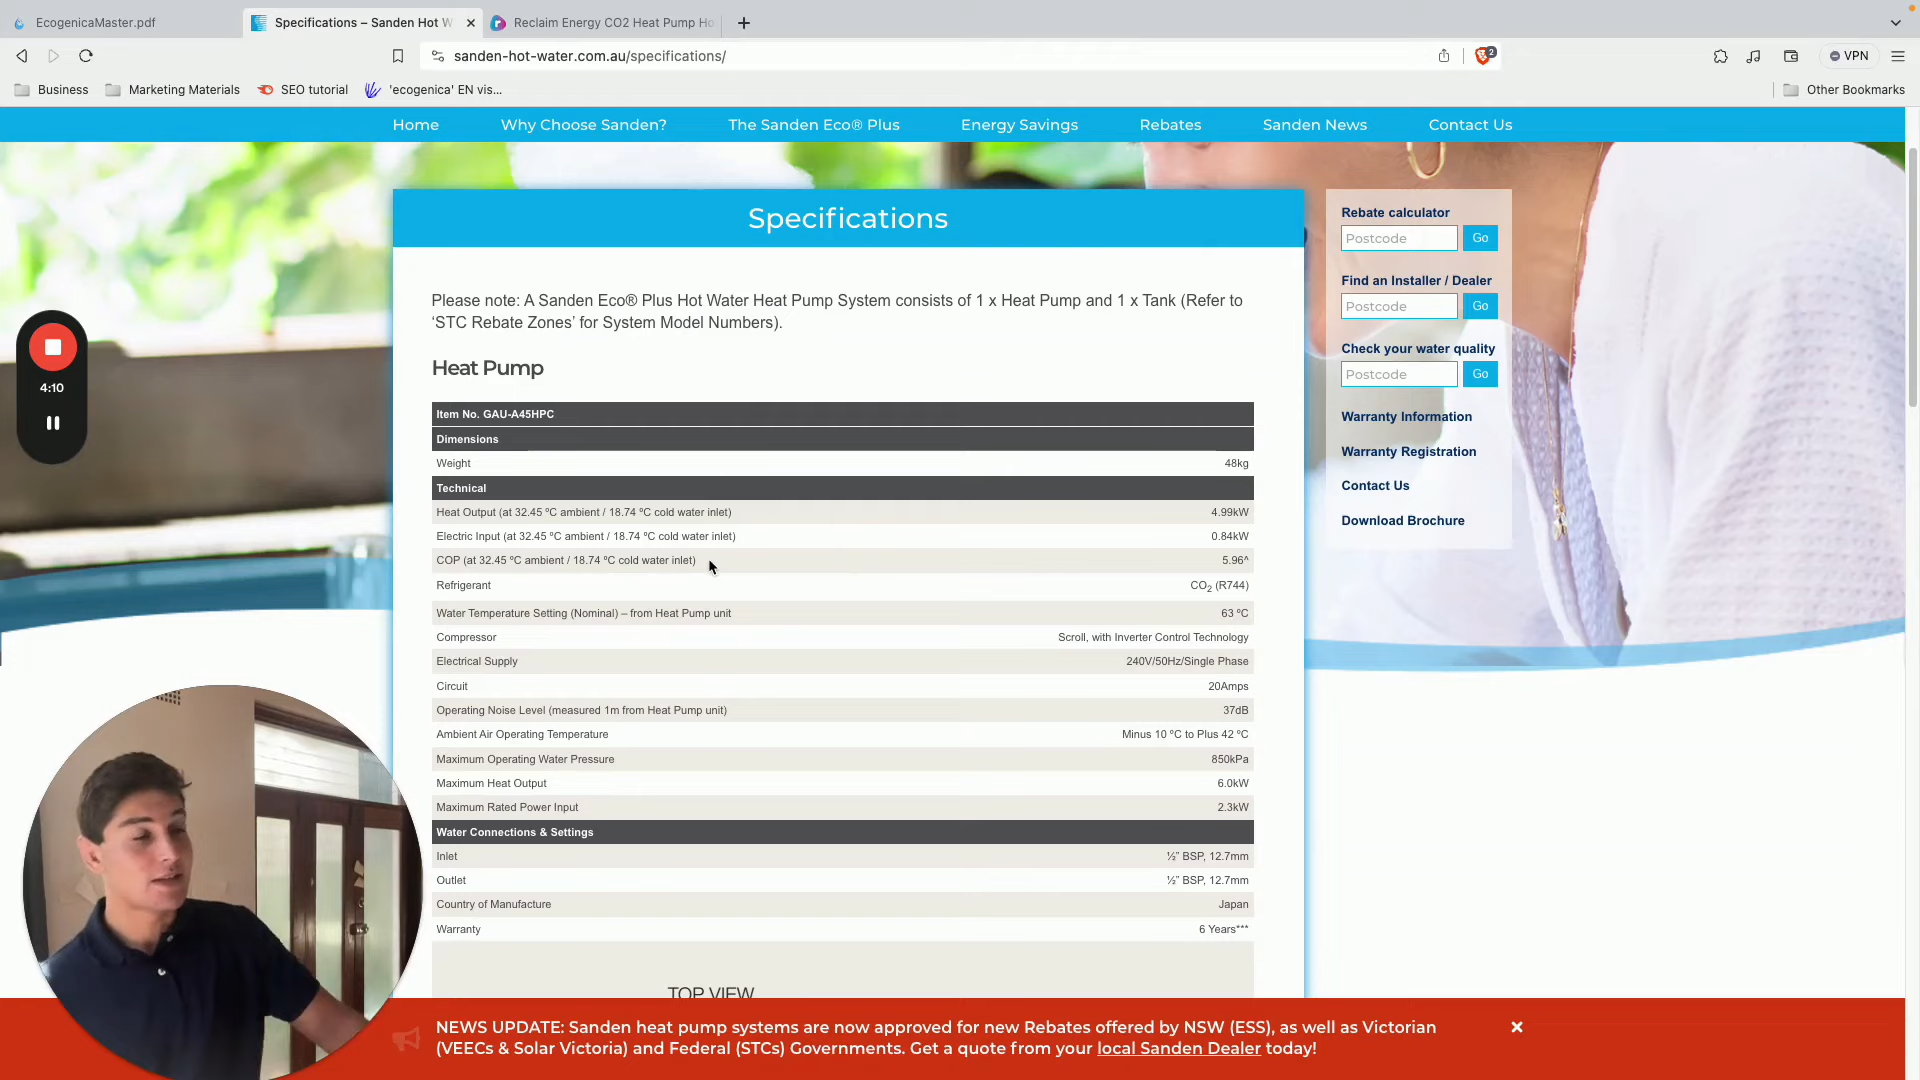 EcogenicaMaster.pdf
Specifications – Sanden Hot W
Reclaim Energy CO2 Heat Pump Ho
sanden-hot-water.com.au/specifications/
2
VPN
Business
Marketing Materials
SEO tutorial
'ecogenica' EN vis...
Other Bookmarks
Home
Why Choose Sanden?
The Sanden Eco® Plus
Energy Savings
Rebates
Sanden News
Contact Us
Specifications
Please note: A Sanden Eco® Plus Hot Water Heat Pump System consists of 1 x Heat Pump and 1 x Tank (Refer to
‘STC Rebate Zones’ for System Model Numbers).
Heat Pump
Item No. GAU-A45HPC
Dimensions
Weight 48kg
Technical
Heat Output (at 32.45 ºC ambient / 18.74 ºC cold water inlet) 4.99kW
Electric Input (at 32.45 ºC ambient / 18.74 ºC cold water inlet) 0.84kW
COP (at 32.45 ºC ambient / 18.74 ºC cold water inlet) 5.96^
Refrigerant CO2 (R744)
Water Temperature Setting (Nominal) – from Heat Pump unit 63 ºC
Compressor Scroll, with Inverter Control Technology
Electrical Supply 240V/50Hz/Single Phase
Circuit 20Amps
Operating Noise Level (measured 1m from Heat Pump unit) 37dB
Ambient Air Operating Temperature Minus 10 ºC to Plus 42 ºC
Maximum Operating Water Pressure 850kPa
Maximum Heat Output 6.0kW
Maximum Rated Power Input 2.3kW
Water Connections & Settings
Inlet ½” BSP, 12.7mm
Outlet ½” BSP, 12.7mm
Country of Manufacture Japan
Warranty 6 Years***
TOP VIEW
Rebate calculator
Postcode Go
Find an Installer / Dealer
Postcode Go
Check your water quality
Postcode Go
Warranty Information
Warranty Registration
Contact Us
Download Brochure
4:10
NEWS UPDATE: Sanden heat pump systems are now approved for new Rebates offered by NSW (ESS), as well as Victorian
(VEECs & Solar Victoria) and Federal (STCs) Governments. Get a quote from your local Sanden Dealer today!